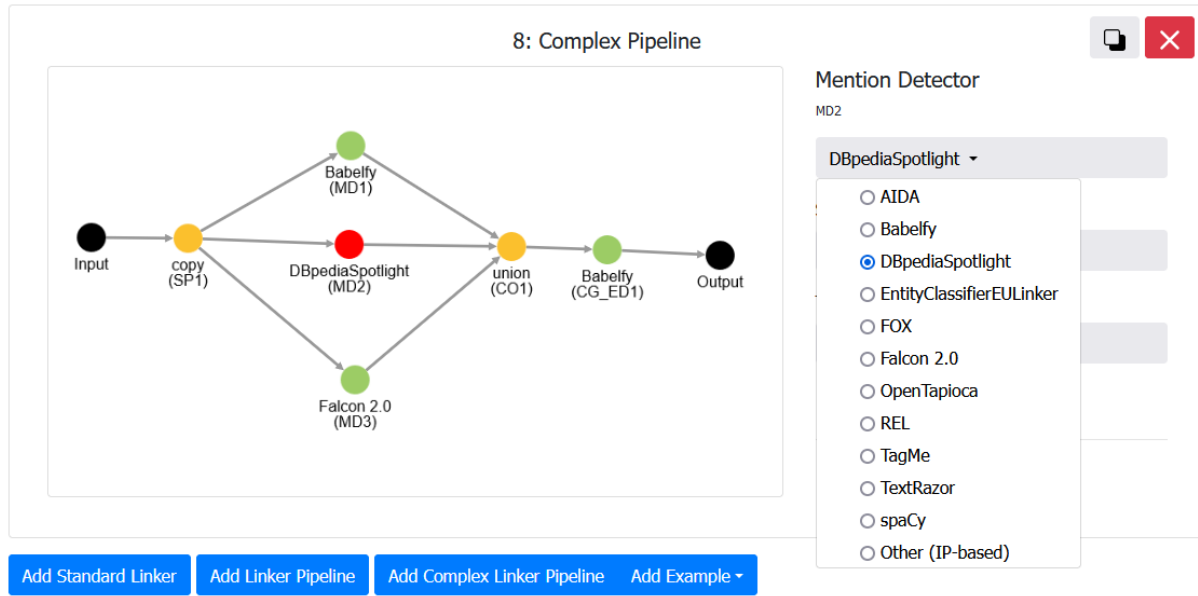 8: Complex Pipeline
Mention Detector
MD2
DBpediaSpotlight
Babelfy
(MD1)
Input
copy
(SP1)
DBpediaSpotlight
(MD2)
union
(CO1)
Babelfy
(CG_ED1)
Output
Falcon 2.0
(MD3)
AIDA
Babelfy
DBpediaSpotlight
EntityClassifierEULinker
FOX
Falcon 2.0
OpenTapioca
REL
TagMe
TextRazor
spaCy
Other (IP-based)
Add Standard Linker
Add Linker Pipeline
Add Complex Linker Pipeline
Add Example